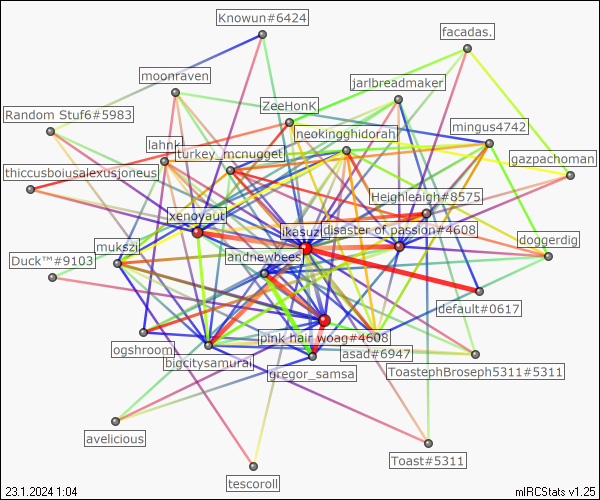 Knowun#6424
facadas.
moonraven
jarlbreadmaker
ZeeHonK
Random Stuf6#5983
neokingghidorah
mingus4742
lahnk
turkey_mcnugget
gazpachoman
thiccusboiusalexusjoneus
Heighleigh#8575
xenoyaut
ikasuz
disaster of passion#4608
mukszi
doggerdig
andnewbees
Duck™#9103
default#0617
pink hair woag#4608
ogshroom
asad#6947
bigcitysamurai
gregor_samsa
ToastephBroseph5311#5311
avelicious
Toast#5311
tescoroll
23.1.2024 1:04
mIRCStats v1.25